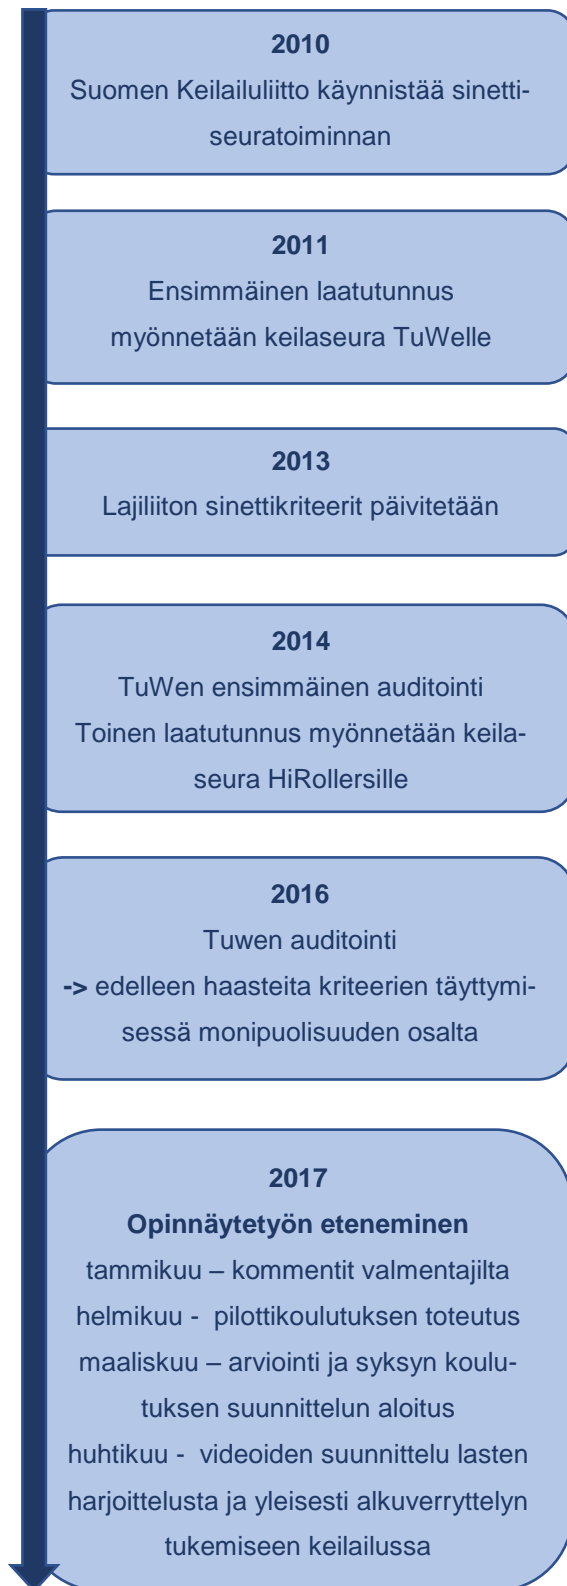 2010
Suomen Keilailuliitto käynnistää sinetti-
seuratoiminnan
2011
Ensimmäinen laatutunnus
myönnetään keilaseura TuWelle
2013
Lajiliiton sinettikriteerit päivitetään
2014
TuWen ensimmäinen auditointi
Toinen laatutunnus myönnetään keila-
seura HiRollersille
2016
Tuwen auditointi
-> edelleen haasteita kriteerien täyttymi-
sessä monipuolisuuden osalta
2017
Opinnäytetyön eteneminen
tammikuu – kommentit valmentajilta
helmikuu -  pilottikoulutuksen toteutus
maaliskuu – arviointi ja syksyn koulu-
tuksen suunnittelun aloitus
huhtikuu -  videoiden suunnittelu lasten
harjoittelusta ja yleisesti alkuverryttelyn
tukemiseen keilailussa